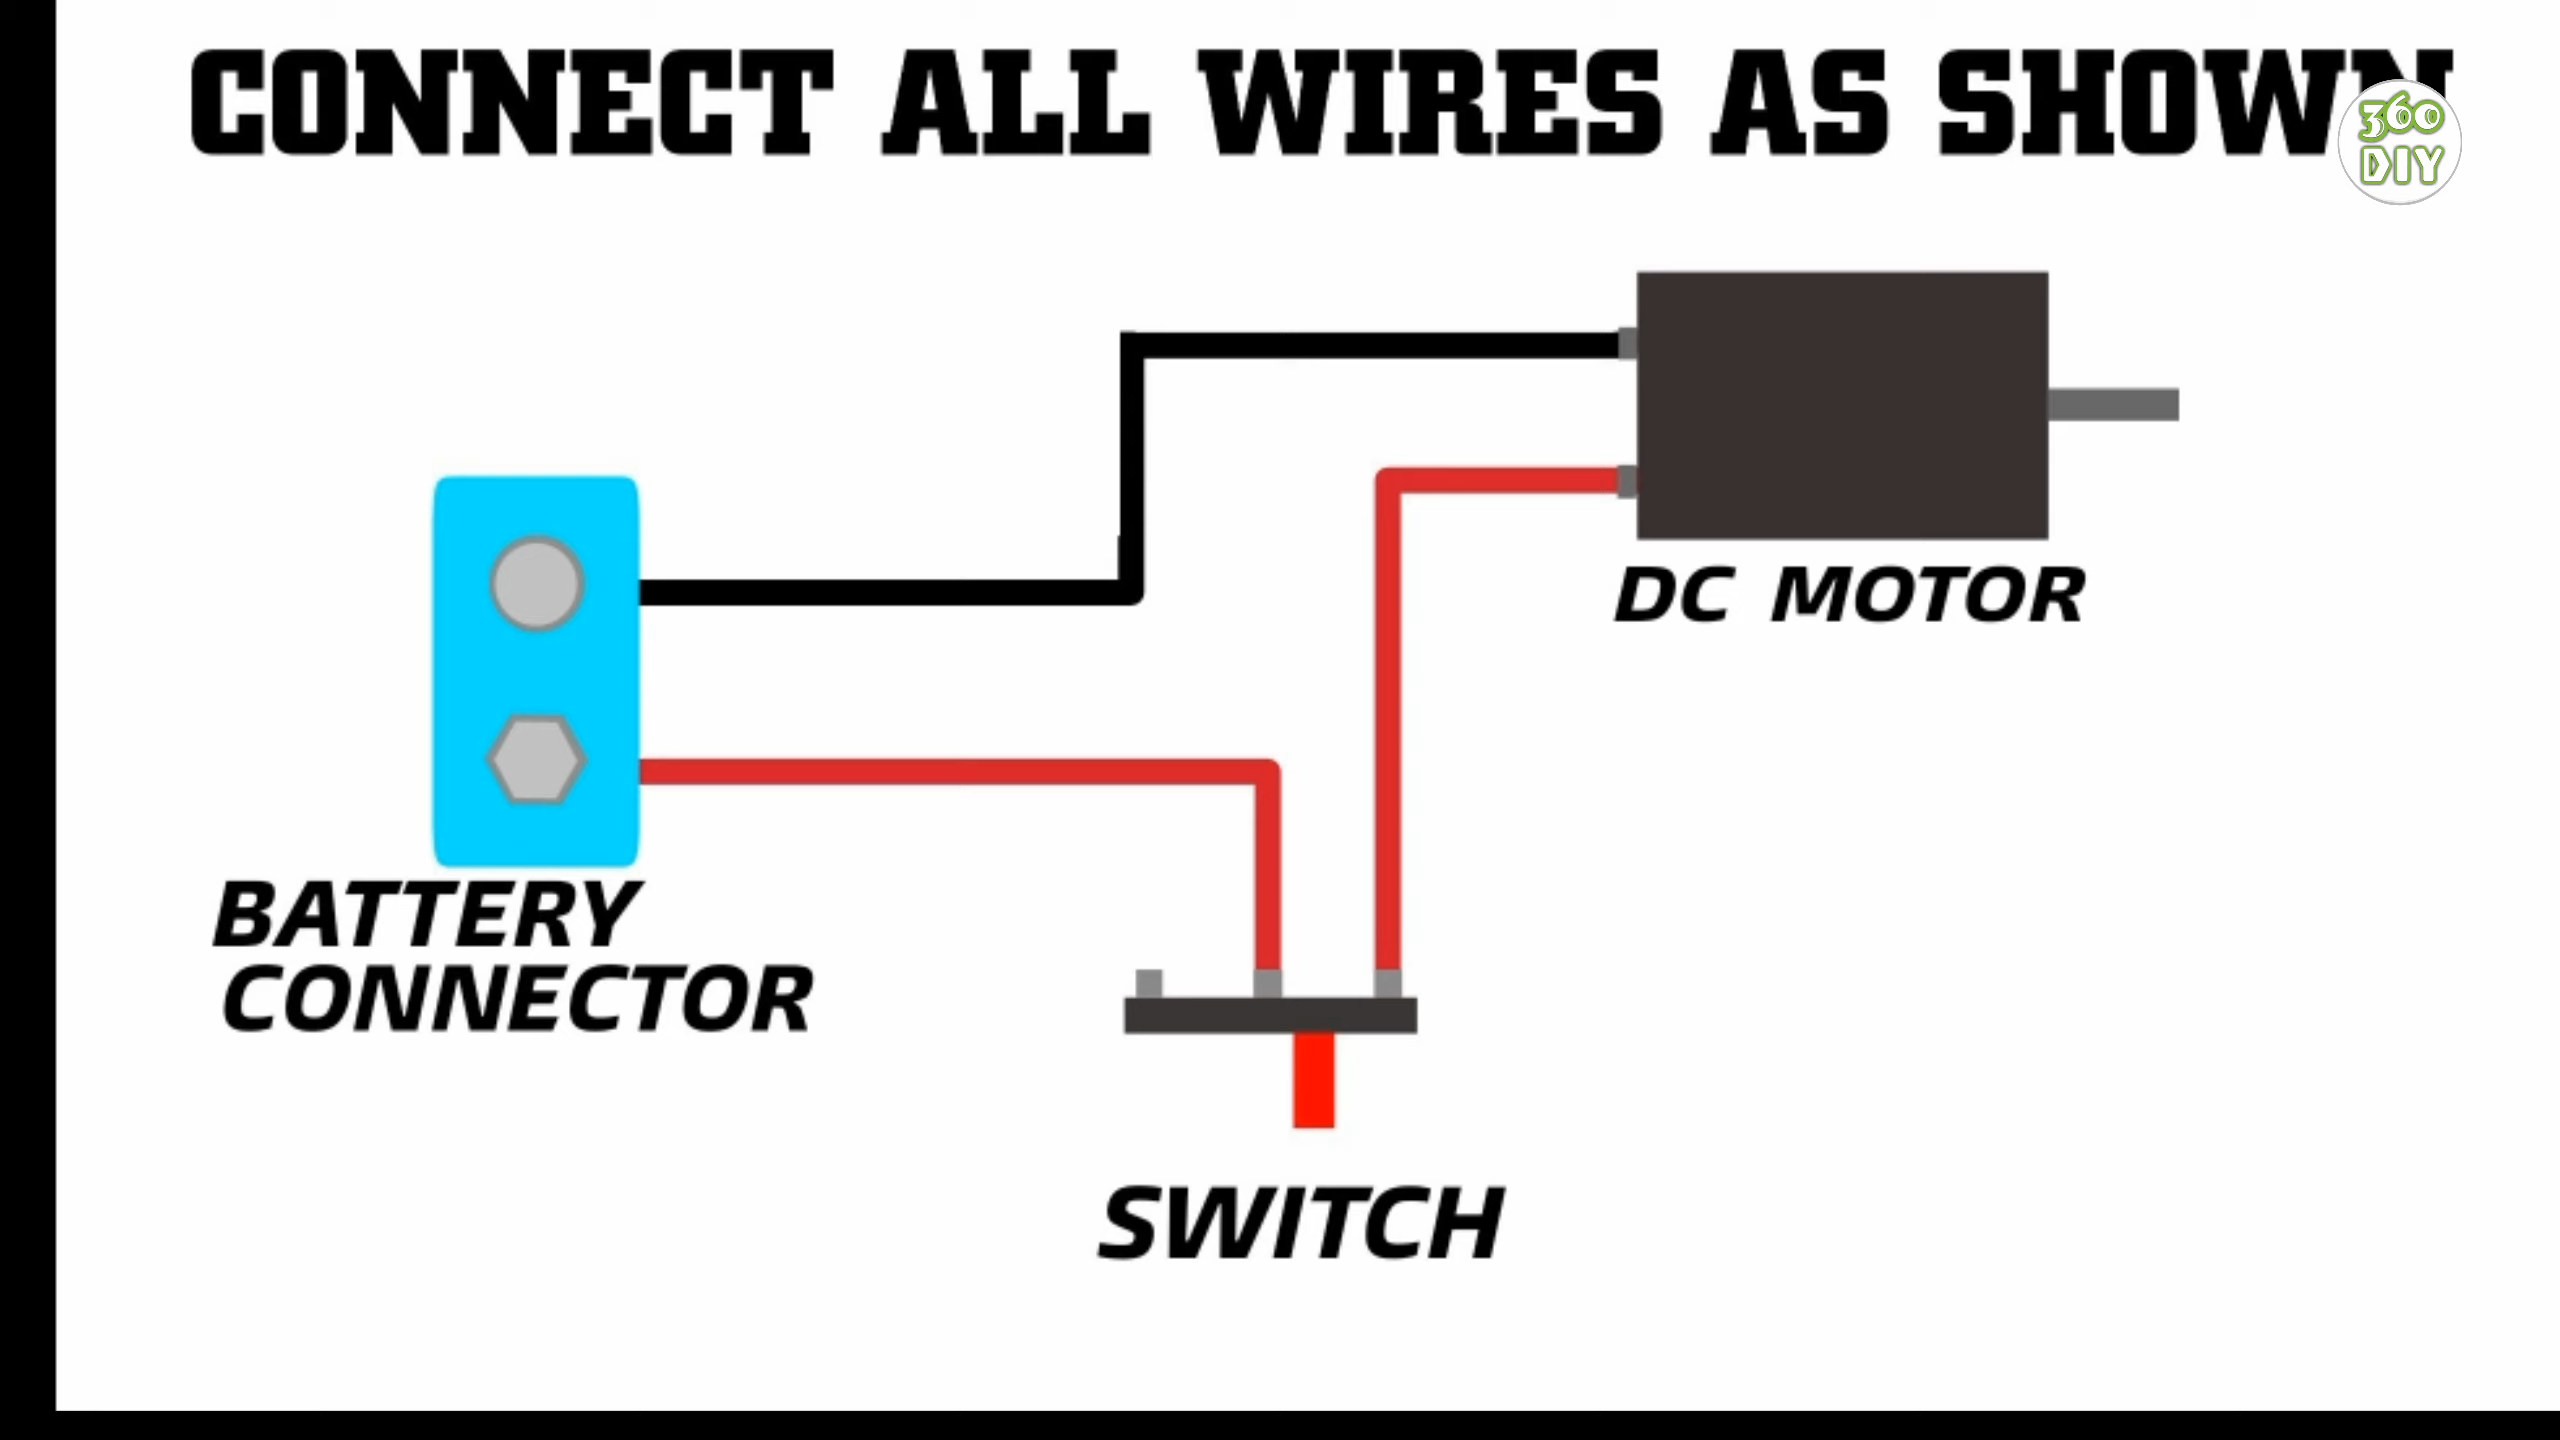 CONNECT ALL WIRES AS SHOWN
360
DIY
DC MOTOR
BATTERY
CONNECTOR
SWITCH